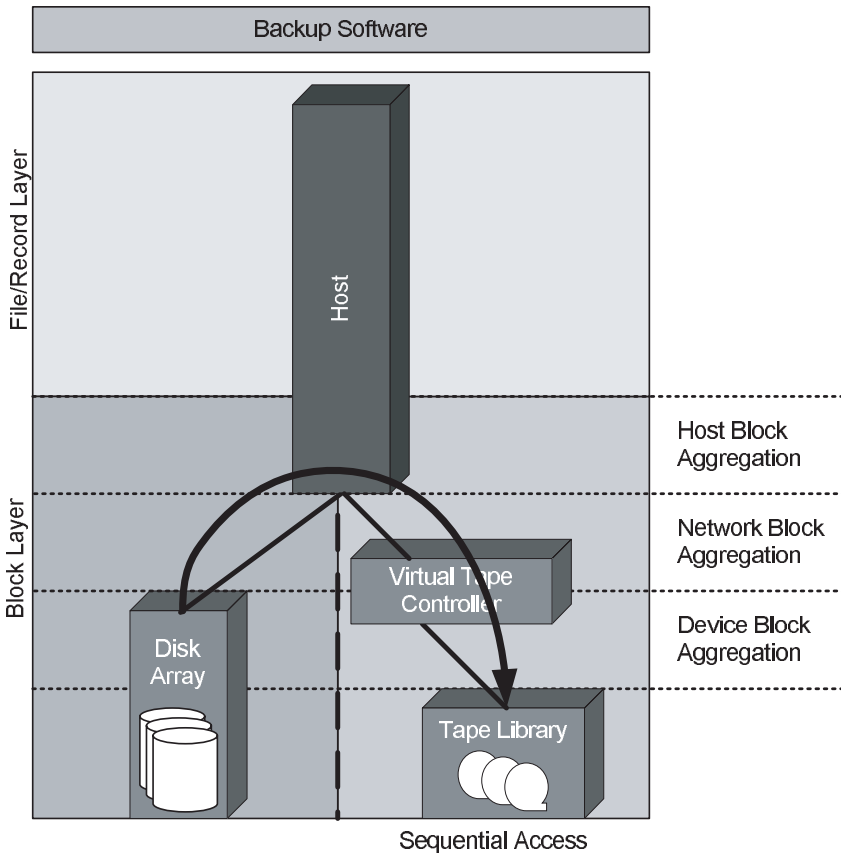 Backup Software
File/Record Layer
Host
Host Block
Aggregation
Block Layer
Network Block
Aggregation
Virtual Tape
Controller
Device Block
Aggregation
Disk
Array
Tape Library
Sequential Access